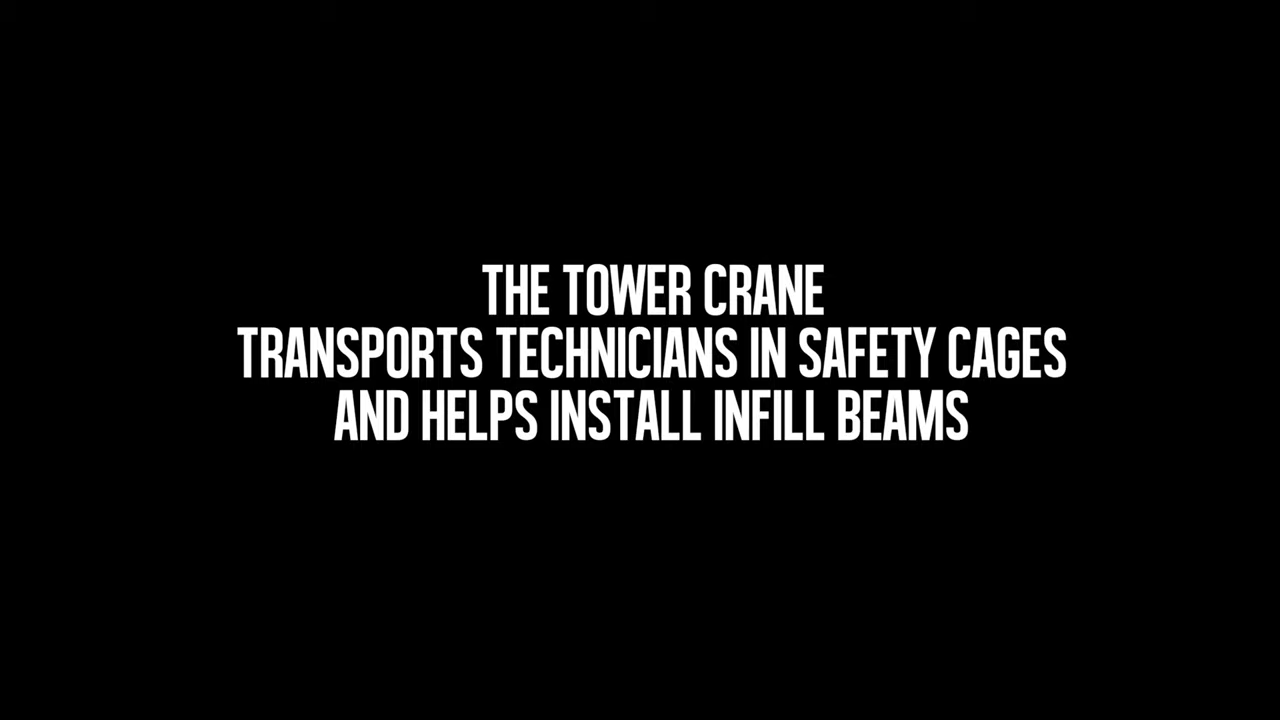 THE TOWER CRANE
TRANSPORTS TECHNICIANS IN SAFETY CAGES
AND HELPS INSTALL INFILL BEAMS